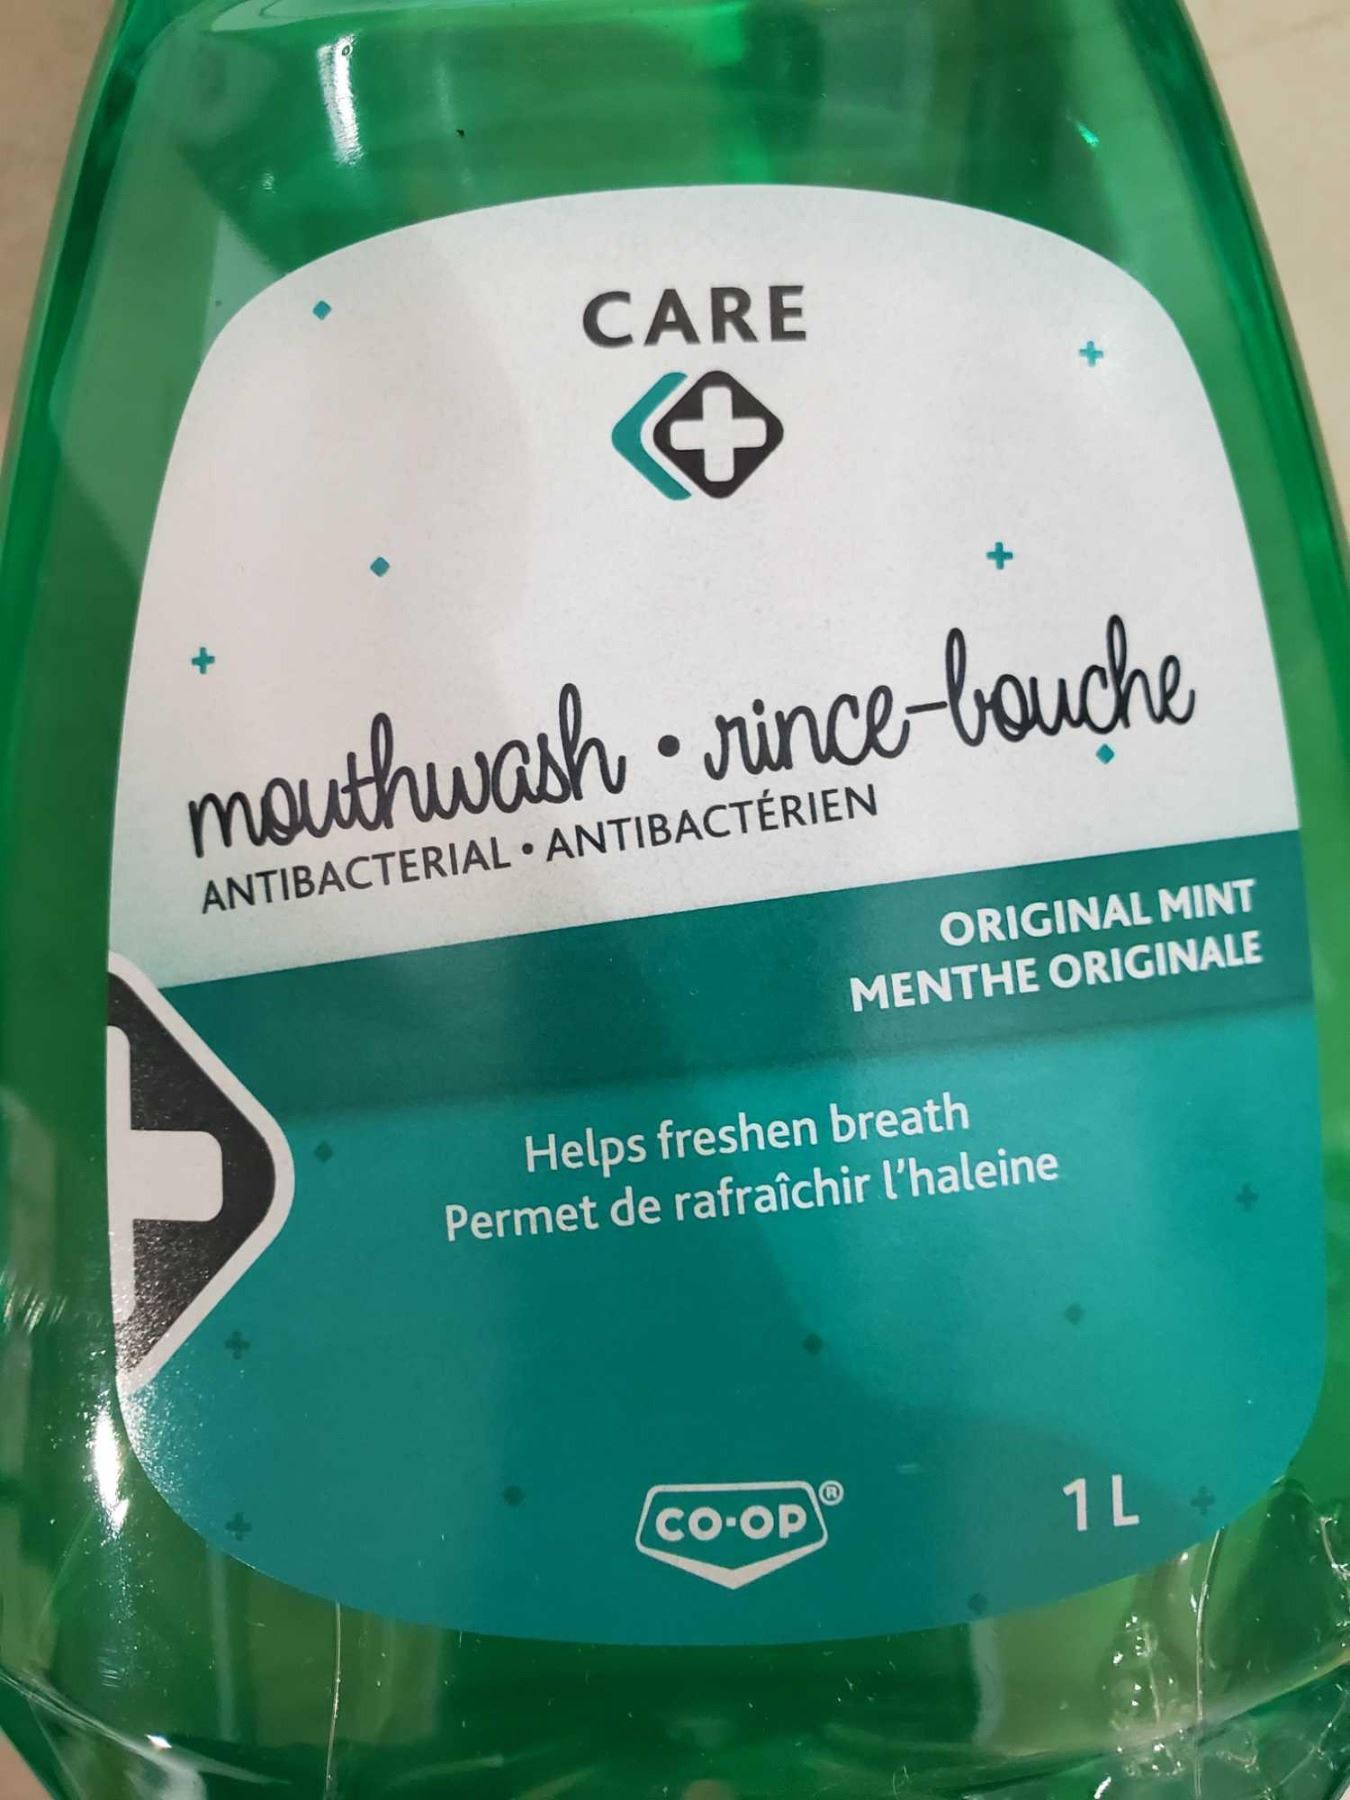 CARE
mouthwash • rince-bouche
ANTIBACTERIAL • ANTIBACTÉRIEN
ORIGINAL MINT
MENTHE ORIGINALE
Helps freshen breath
Permet de rafraîchir l'haleine
CO-OP®
1 L